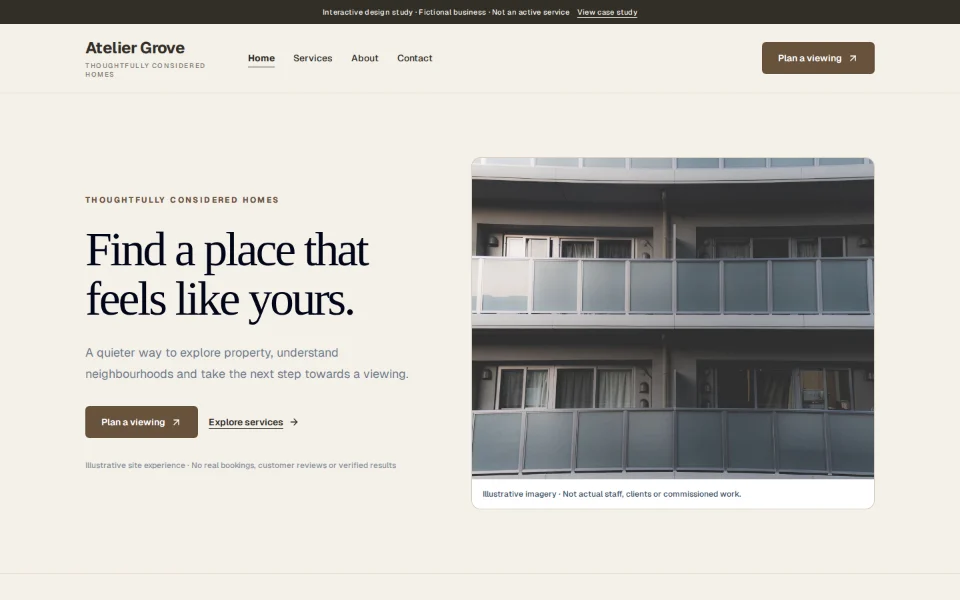 Interactive design study · Fictional business · Not an active service View case study
Atelier Grove
THOUGHTFULLY CONSIDERED
HOMES
Home Services About Contact
Plan a viewing
THOUGHTFULLY CONSIDERED HOMES
Find a place that
feels like yours.
A quieter way to explore property, understand
neighbourhoods and take the next step towards a viewing.
Plan a viewing Explore services
Illustrative site experience · No real bookings, customer reviews or verified results
Illustrative imagery · Not actual staff, clients or commissioned work.